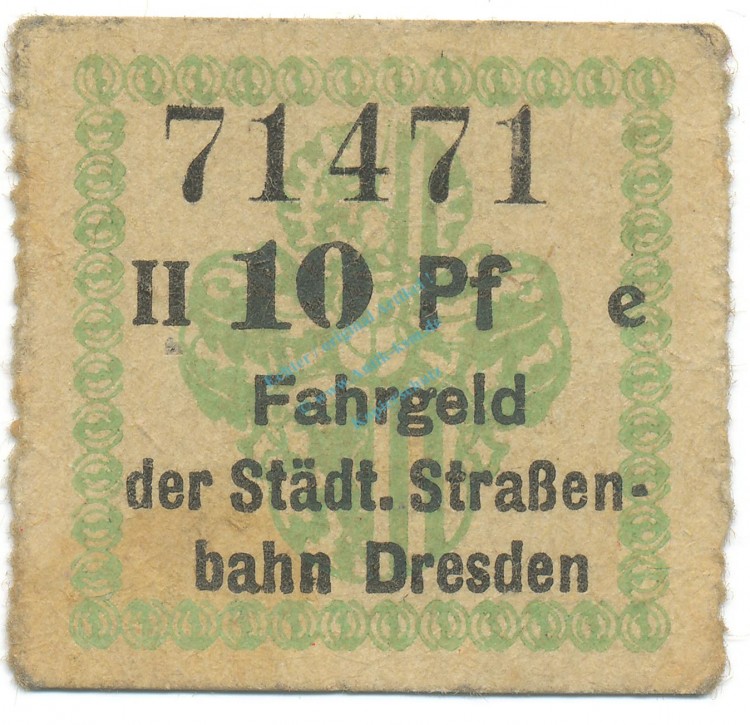 71471
II 10 Pf e
Fahrgeld
der Städt. Straßen-
bahn Dresden